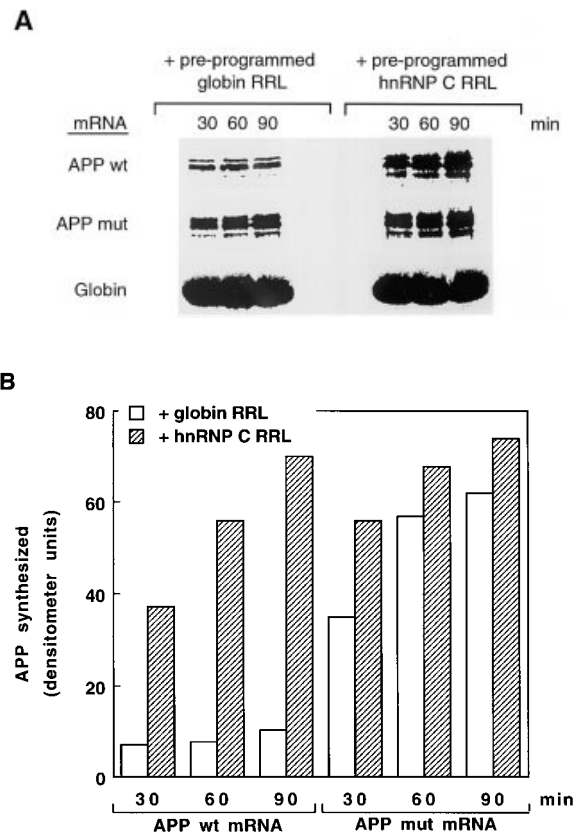 A
+ pre-programmed globin RRL
+ pre-programmed hnRNP C RRL
mRNA 30 60 90 30 60 90 min
APP wt
APP mut
Globin
B
+ globin RRL
+ hnRNP C RRL
APP synthesized
(densitometer units)
80
60
40
20
0
30 60 90 30 60 90 min
APP wt mRNA APP mut mRNA